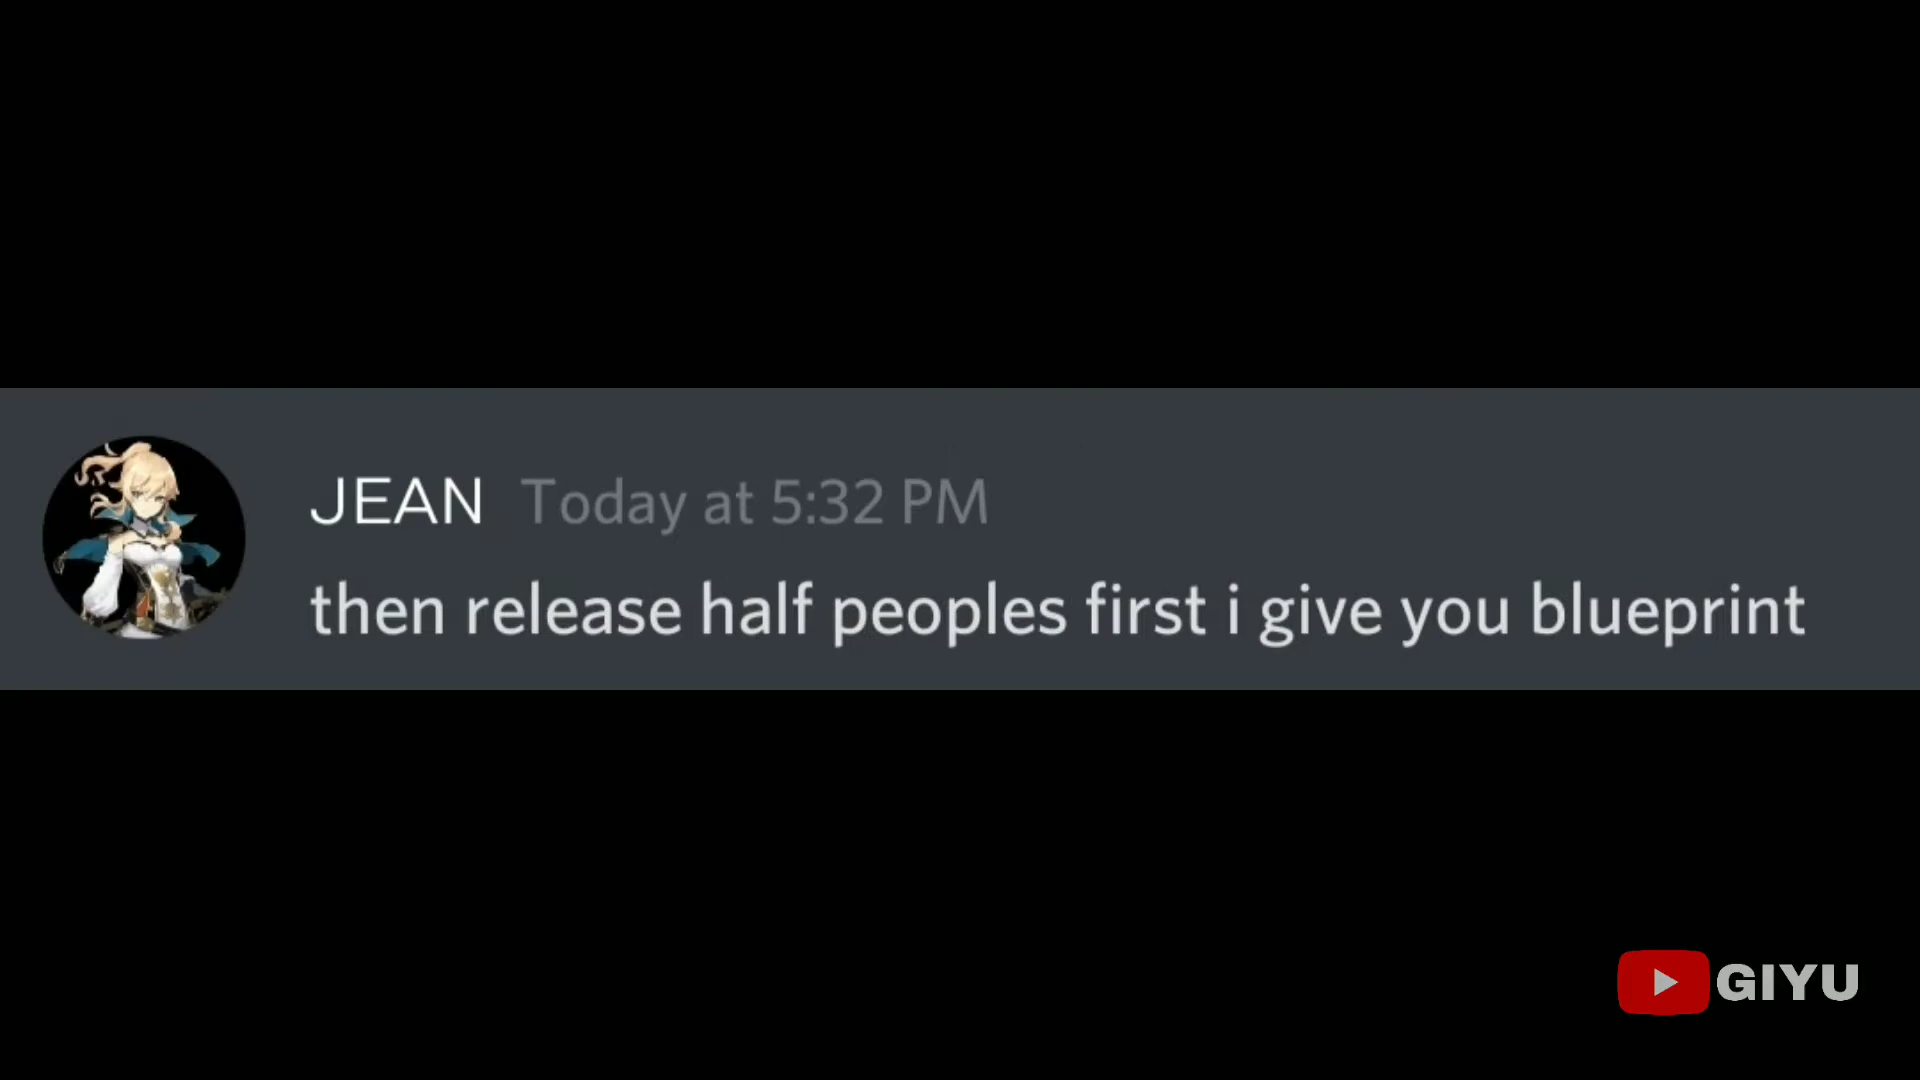 JEAN Today at 5:32 PM
then release half peoples first i give you blueprint
GIYU